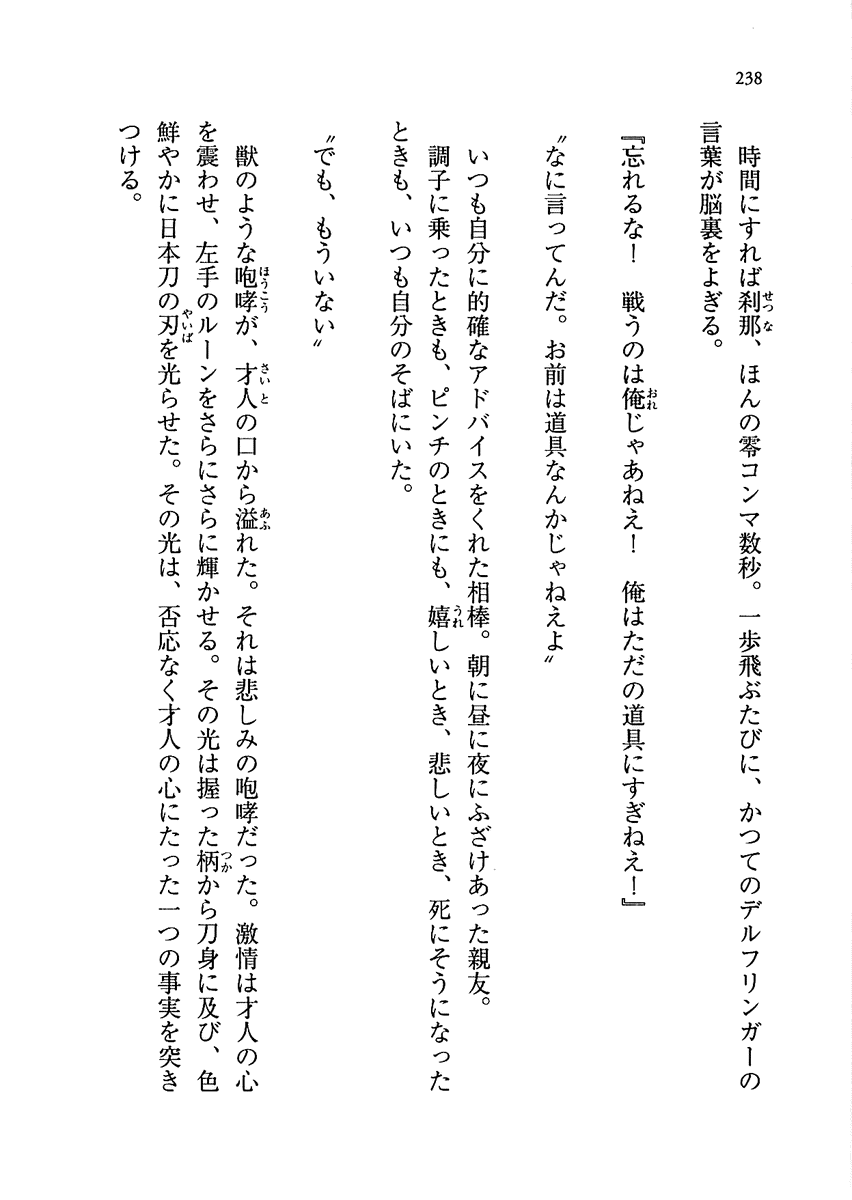 238
時間にすれば刹那、ほんの零コンマ数秒。一歩飛ぶたびに、かつてのデルフリンガーの
言葉が脳裏をよぎる。
『忘れるな！　戦うのは俺じゃあねえ！　俺はただの道具にすぎねえ！』
〝なに言ってんだ。お前は道具なんかじゃねえよ〟
いつも自分に的確なアドバイスをくれた相棒。朝に昼に夜にふざけあった親友。
調子に乗ったときも、ピンチのときにも、嬉しいとき、悲しいとき、死にそうになった
ときも、いつも自分のそばにいた。
〝でも、もういない〟
獣のような咆哮が、才人の口から溢れた。それは悲しみの咆哮だった。激情は才人の心
を震わせ、左手のルーンをさらにさらに輝かせる。その光は握った柄から刀身に及び、色
鮮やかに日本刀の刃を光らせた。その光は、否応なく才人の心にたった一つの事実を突き
つける。